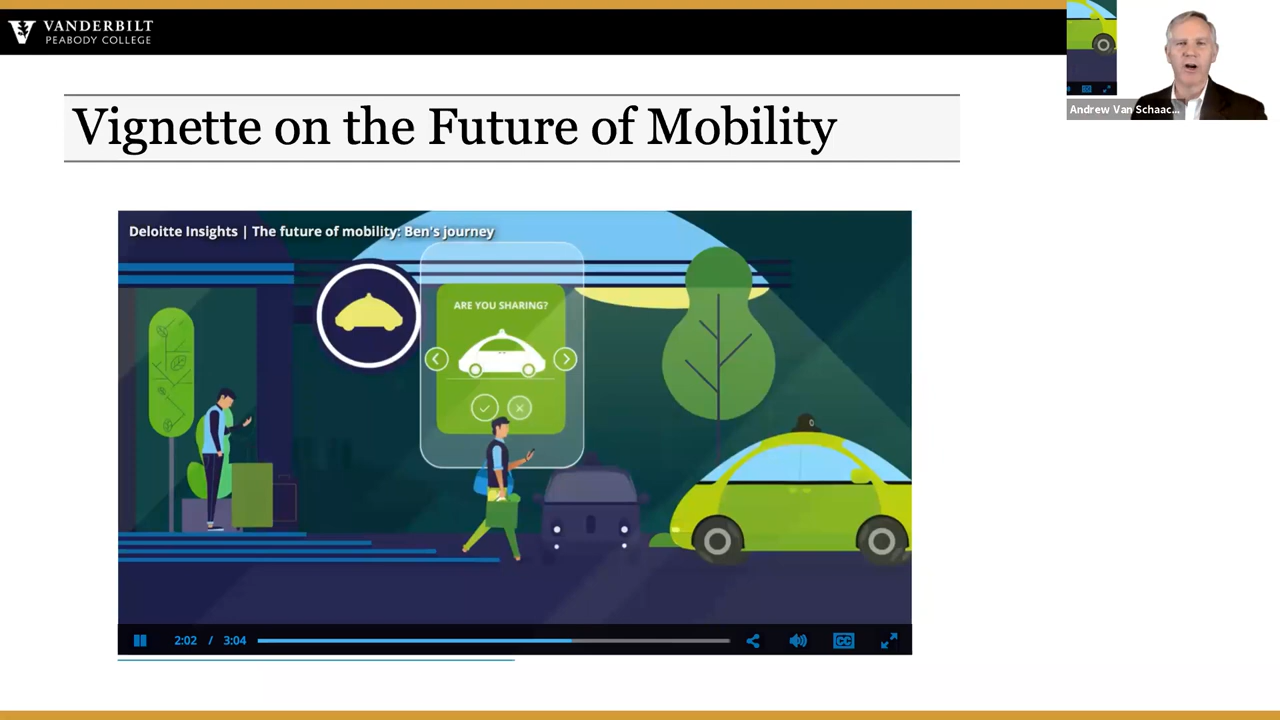 VANDERBILT
PEABODY COLLEGE
Andrew Van Schaac...
Vignette on the Future of Mobility
Deloitte Insights | The future of mobility: Ben's journey
ARE YOU SHARING?
2:02 / 3:04
CC